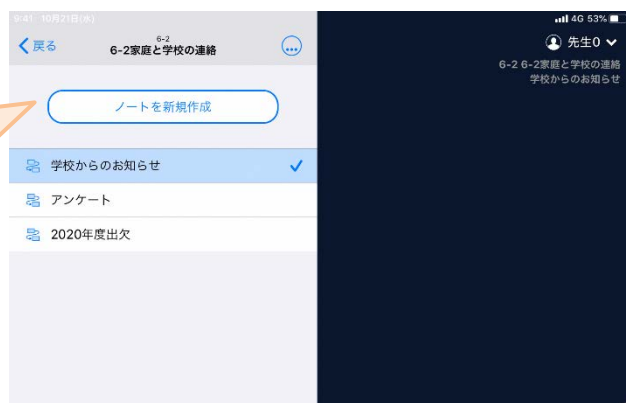 9:41 10月21日(水)
4G 53%
戻る
6-2
6-2家庭と学校の連絡
先生0
6-2 6-2家庭と学校の連絡
学校からのお知らせ
ノートを新規作成
学校からのお知らせ
アンケート
2020年度出欠